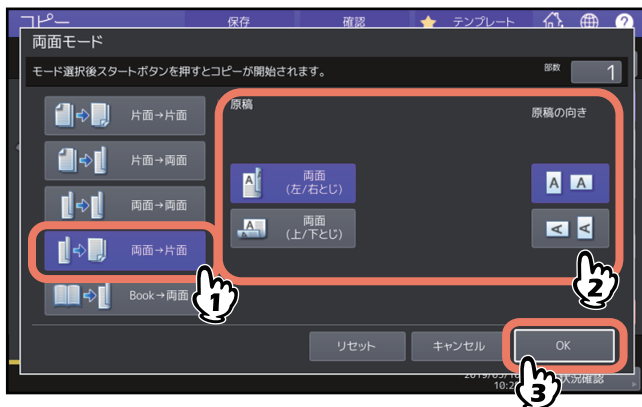 コピー 保存 確認 テンプレート ?
両面モード
モード選択後スタートボタンを押すとコピーが開始されます。 部数 1
片面→片面
片面→両面
両面→両面
両面→片面
Book→両面
原稿
両面
(左/右とじ)
両面
(上/下とじ)
原稿の向き
A A
A A
1
2
リセット キャンセル OK
3
10:2
状況確認